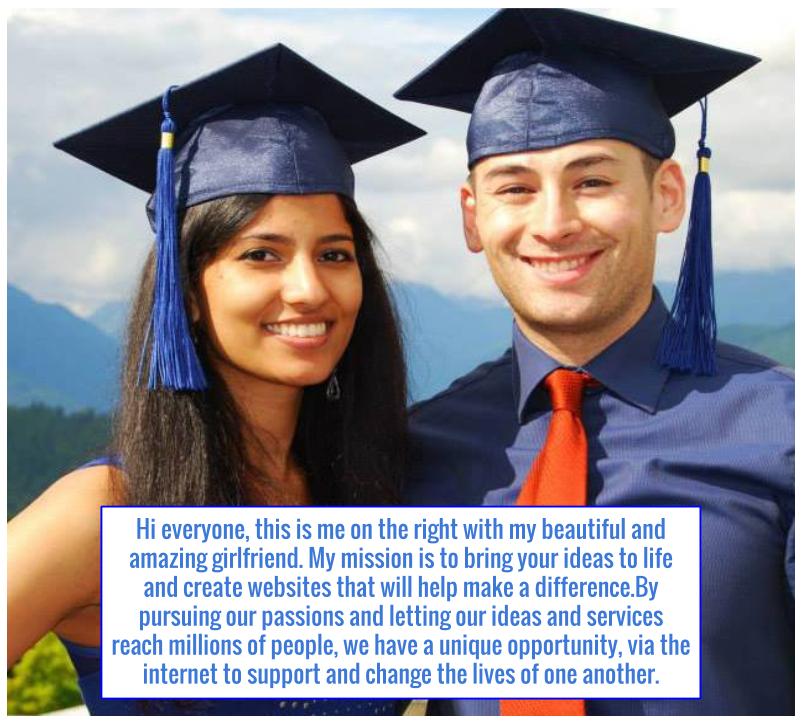 Hi everyone, this is me on the right with my beautiful and
amazing girlfriend. My mission is to bring your ideas to life
and create websites that will help make a difference.By
pursuing our passions and letting our ideas and services
reach millions of people, we have a unique opportunity, via the
internet to support and change the lives of one another.